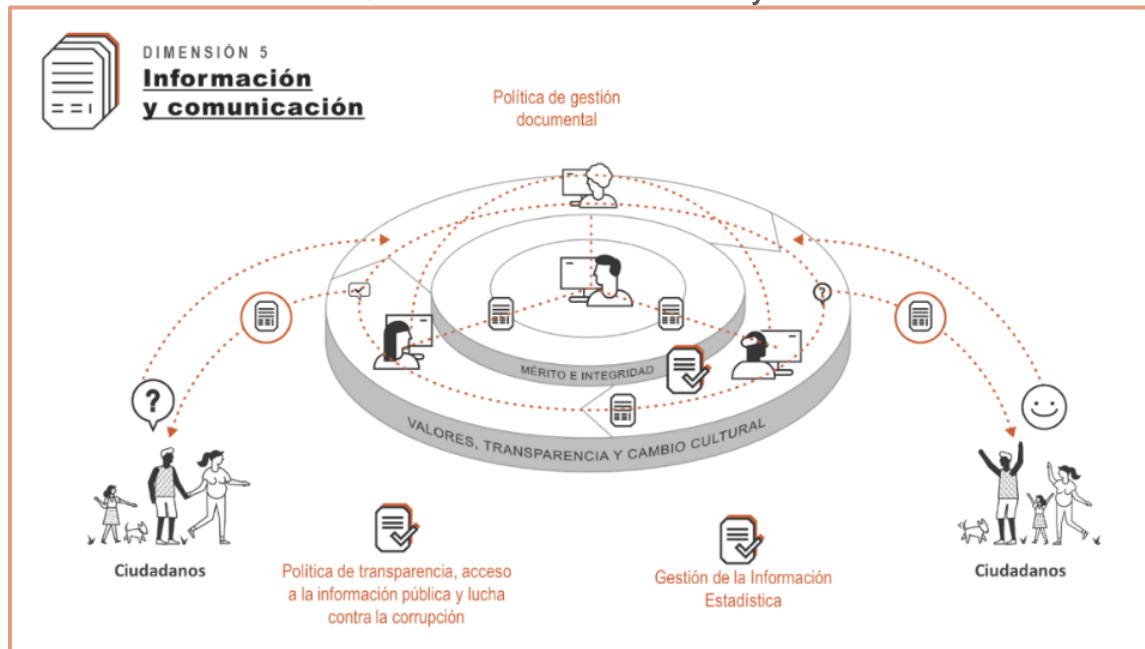 DIMENSIÓN 5
Información
y comunicación
Política de gestión
documental
?
?
MÉRITO E INTEGRIDAD
VALORES, TRANSPARENCIA Y CAMBIO CULTURAL
Ciudadanos
Política de transparencia, acceso
a la información pública y lucha
contra la corrupción
Gestión de la Información
Estadística
Ciudadanos